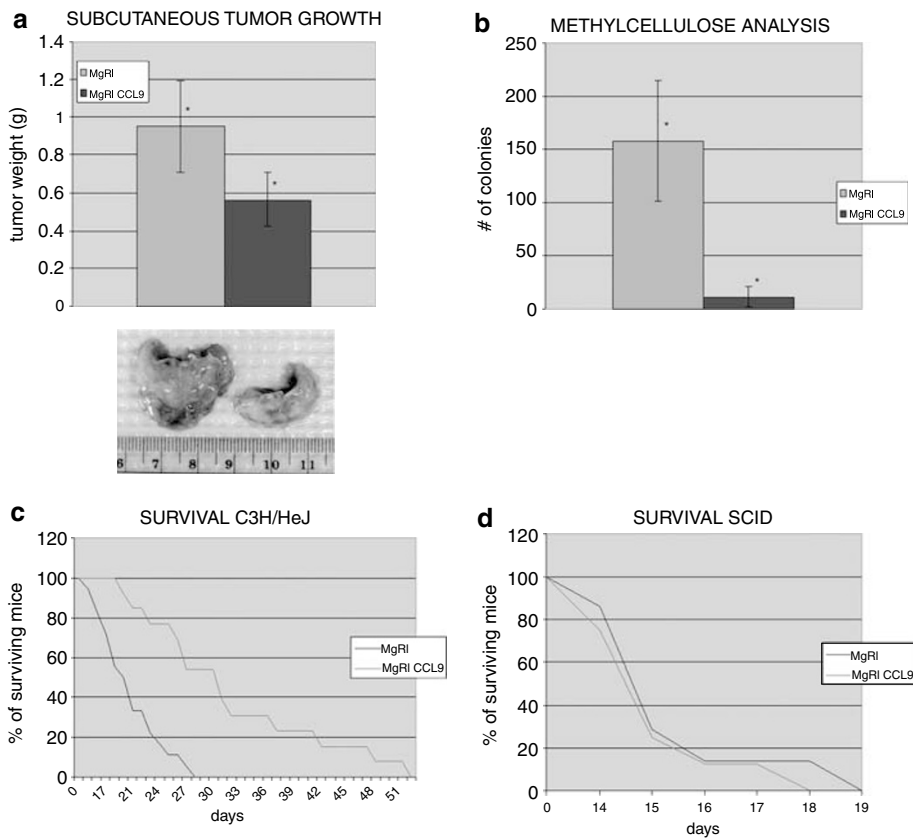 a SUBCUTANEOUS TUMOR GROWTH
1.4
1.2
1
0.8
0.6
0.4
0.2
0
tumor weight (g)
MgRI
MgRI CCL9
*
*
6 7 8 9 10 11
b METHYLCELLULOSE ANALYSIS
250
200
150
100
50
0
# of colonies
*
*
MgRI
MgRI CCL9
c SURVIVAL C3H/HeJ
120
100
80
60
40
20
0
% of surviving mice
MgRI
MgRI CCL9
0 17 21 24 27 30 33 36 39 42 45 48 51
days
d SURVIVAL SCID
120
100
80
60
40
20
0
% of surviving mice
MgRI
MgRI CCL9
0 14 15 16 17 18 19
days